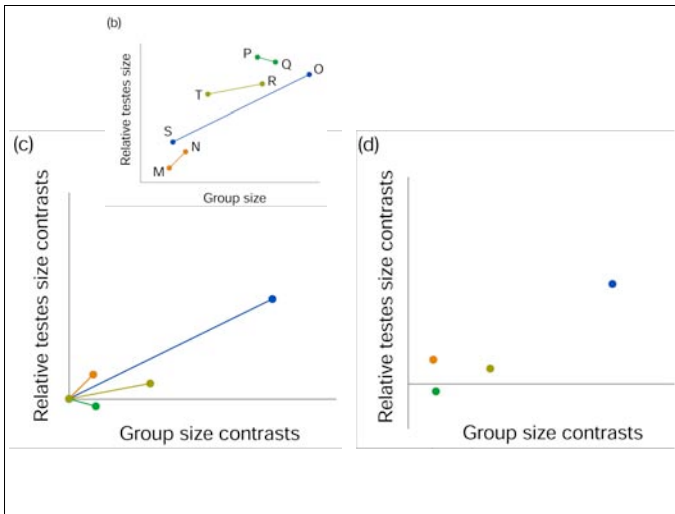 (b)
P
Q
O
R
T
S
N
M
Relative testes size
Group size
(c)
Relative testes size contrasts
Group size contrasts
(d)
Relative testes size contrasts
Group size contrasts